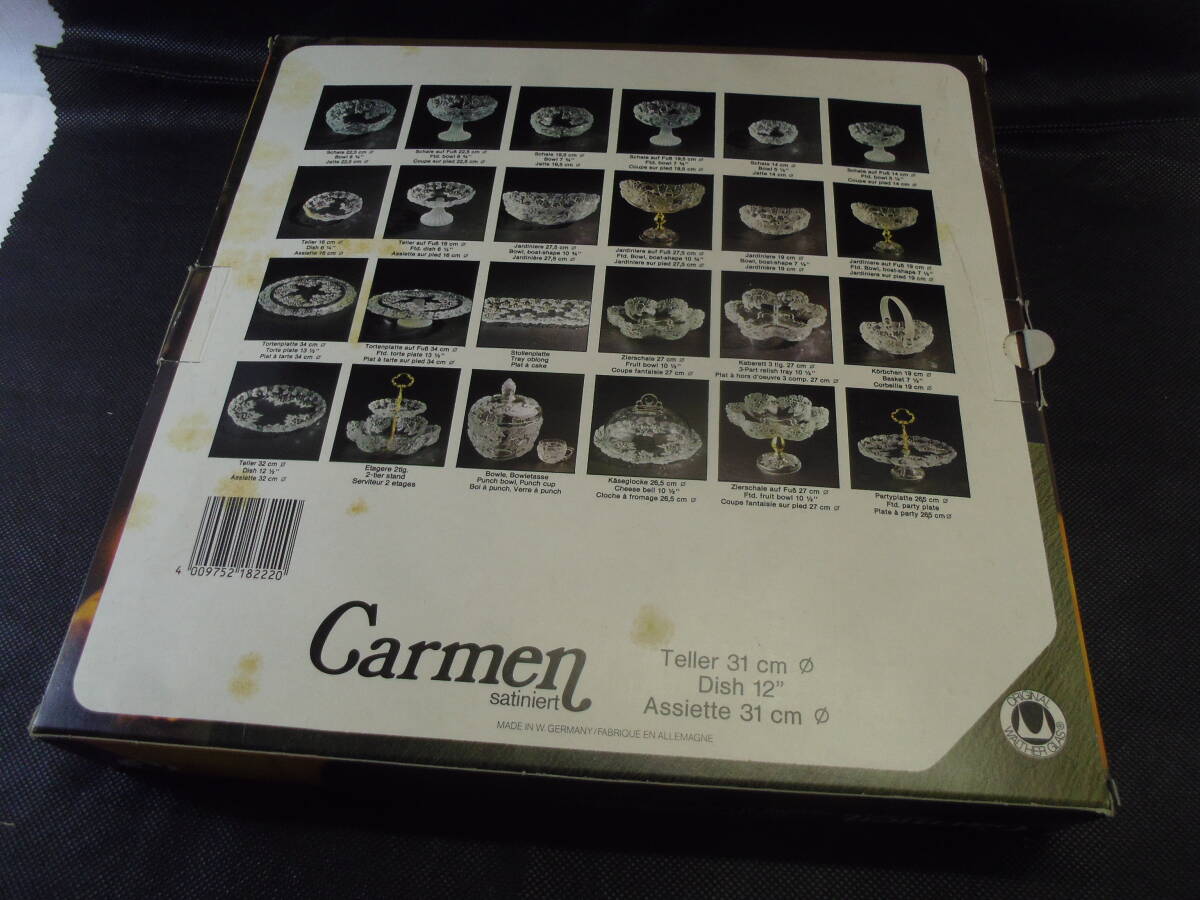 Schale 22,5 cm
Bowl 8 ¾"
Jatte 22,5 cm
Schale auf Fuß 22,5 cm
Ftd. bowl 8 ¾"
Coupe sur pied 22,5 cm
Schale 19,5 cm
Bowl 7 ¾"
Jatte 19,5 cm
Schale auf Fuß 19,5 cm
Ftd. bowl 7 ¾"
Coupe sur pied 19,5 cm
Schale 14 cm
Bowl 5 ½"
Jatte 14 cm Ø
Schale auf Fuß 14 cm
Ftd. bowl 5 ½"
Coupe sur pied 14 cm
Teller 16 cm Ø
Dish 6 ¼"
Assiette 16 cm Ø
Teller auf Fuß 16 cm Ø
Ftd. dish 6 ¼"
Assiette sur pied 16 cm Ø
Jardiniere 27,5 cm Ø
Bowl, boat-shape 10 ¾"
Jardinière 27,5 cm Ø
Jardiniere auf Fuß 27,5 cm Ø
Ftd. Bowl, boat-shape 10 ¾"
Jardinière sur pied 27,5 cm Ø
Jardiniere 19 cm Ø
Bowl, boat-shape 7 ½"
Jardinière 19 cm Ø
Jardiniere auf Fuß 19 cm Ø
Ftd. Bowl, boat-shape 7 ½"
Jardinière sur pied 19 cm Ø
Tortenplatte 34 cm Ø
Torte plate 13 ½"
Plat à tarte 34 cm Ø
Tortenplatte auf Fuß 34 cm Ø
Ftd. torte plate 13 ½"
Plat à tarte sur pied 34 cm Ø
Stollenplatte
Tray oblong
Plat à cake
Zierschale 27 cm Ø
Fruit bowl 10 ½"
Coupe fantaisie 27 cm Ø
Kabarett 3 tlg. 27 cm Ø
3-Part relish tray 10 ½"
Plat à hors d'oeuvre 3 comp. 27 cm Ø
Körbchen 19 cm Ø
Basket 7 ½"
Corbeille 19 cm Ø
Teller 32 cm Ø
Dish 12 ½"
Assiette 32 cm Ø
Etagere 2tlg.
2-tier stand
Serviteur 2 etages
Bowle, Bowletasse
Punch bowl, Punch cup
Bol à punch, Verre à punch
Käseglocke 26,5 cm Ø
Cheese bell 10 ½"
Cloche à fromage 26,5 cm Ø
Zierschale auf Fuß 27 cm Ø
Ftd. fruit bowl 10 ½"
Coupe fantaisie sur pied 27 cm Ø
Partyplatte 26,5 cm Ø
Ftd. party plate
Plate à party 26,5 cm Ø
4 009752 182220
Carmen
satiniert
Teller 31 cm Ø
Dish 12"
Assiette 31 cm Ø
MADE IN W. GERMANY/FABRIQUE EN ALLEMAGNE
ORIGINAL
WALTHER GLAS®